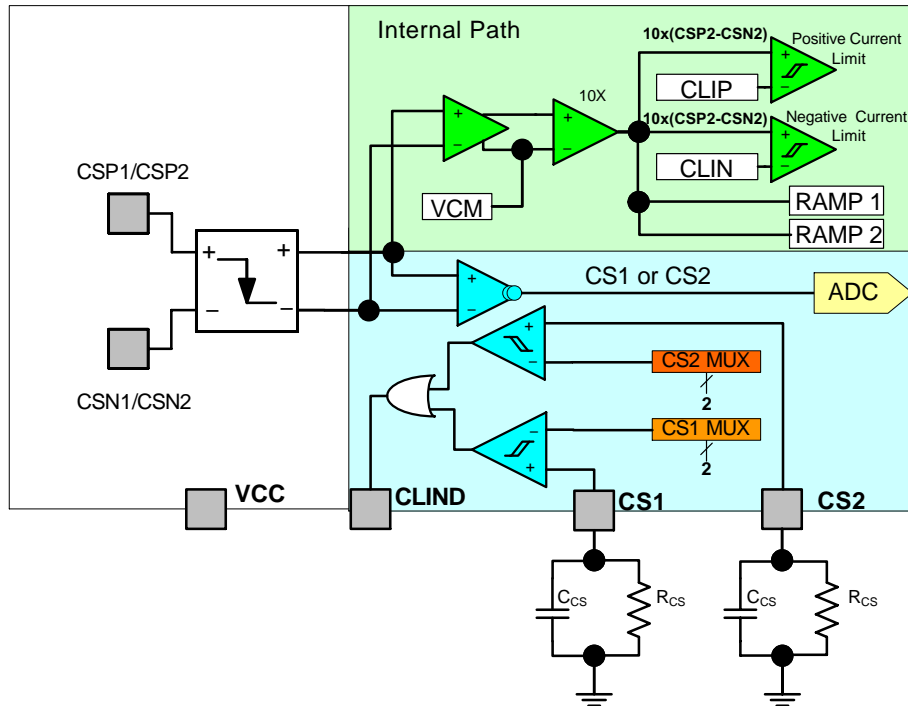 Internal Path
10x(CSP2-CSN2)
Positive Current
Limit
+
−
CLIP
10X
+
−
+
−
10x(CSP2-CSN2)
Negative Current
Limit
+
−
CLIN
VCM
RAMP 1
RAMP 2
CSP1/CSP2
+
+
−
−
CSN1/CSN2
+
−
CS1 or CS2
ADC
+
−
CS2 MUX
2
−
+
CS1 MUX
2
VCC
CLIND
CS1
CS2
CCS
RCS
CCS
RCS